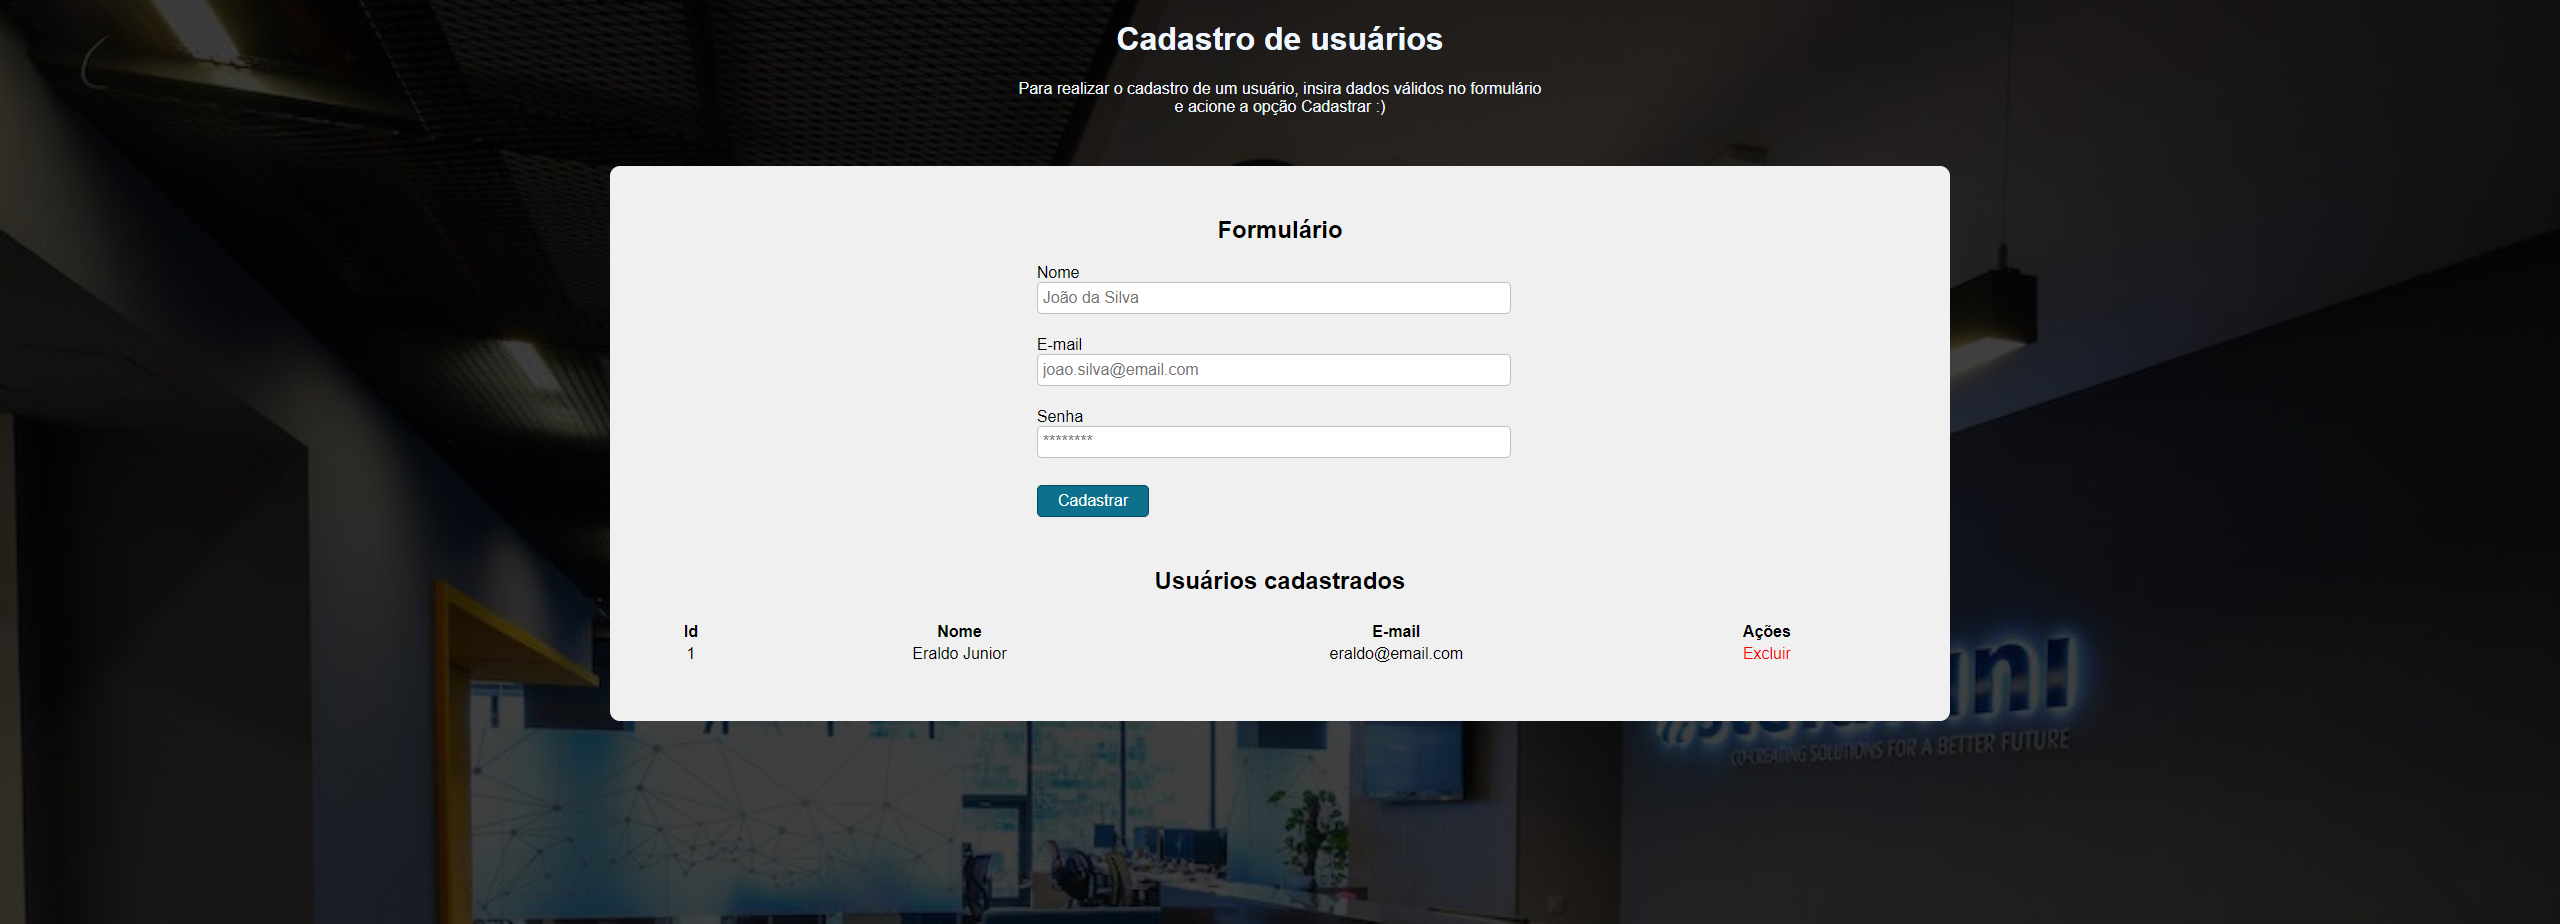 Cadastro de usuários
Para realizar o cadastro de um usuário, insira dados válidos no formulário
e acione a opção Cadastrar :)
Formulário
Nome
João da Silva
E-mail
joao.silva@email.com
Senha
********
Cadastrar
Usuários cadastrados
Id Nome E-mail Ações
1 Eraldo Junior eraldo@email.com Excluir
CO-CREATING SOLUTIONS FOR A BETTER FUTURE